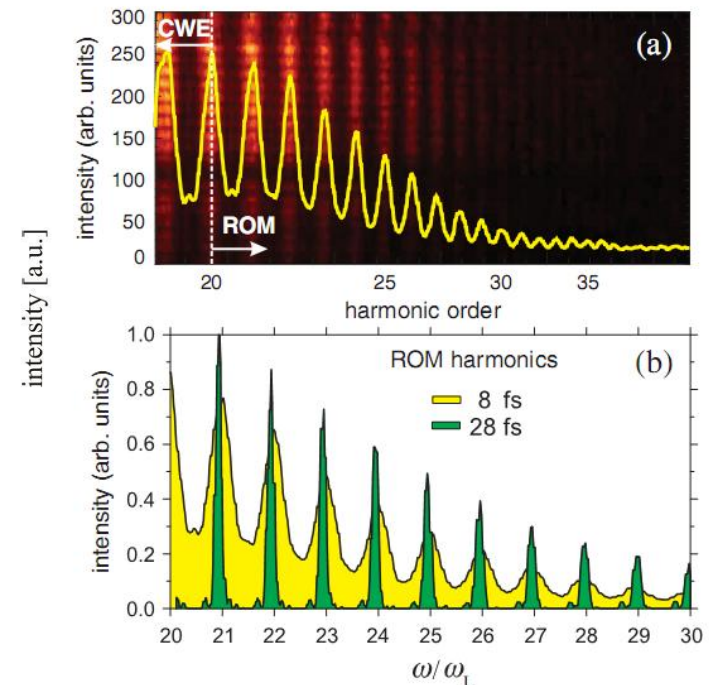 intensity [a.u.]
intensity (arb. units)
300
250
200
150
100
50
0
CWE
(a)
ROM
20 25 30 35
harmonic order
intensity (arb. units)
1.0
0.8
0.6
0.4
0.2
0.0
ROM harmonics
(b)
8 fs
28 fs
20 21 22 23 24 25 26 27 28 29 30
ω/ω_L